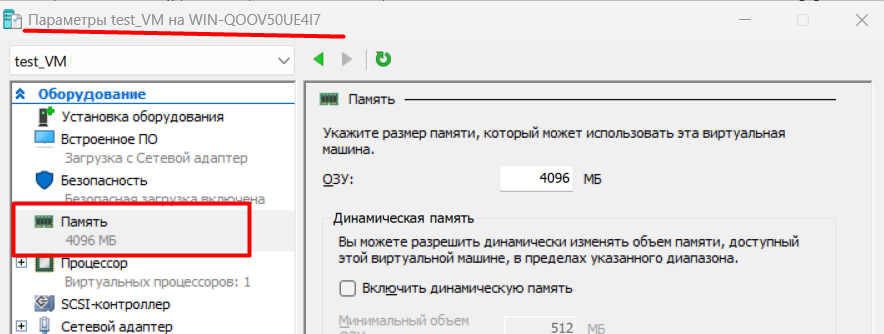 Параметры test_VM на WIN-QOOV50UE4I7
test_VM
Оборудование
Установка оборудования
Встроенное ПО
Загрузка с Сетевой адаптер
Безопасность
Безопасная загрузка включена
Память
4096 МБ
Процессор
Виртуальных процессоров: 1
SCSI-контроллер
Сетевой адаптер
Память
Укажите размер памяти, который может использовать эта виртуальная
машина.
ОЗУ: 4096 МБ
Динамическая память
Вы можете разрешить динамически изменять объем памяти, доступный
этой виртуальной машине, в пределах указанного диапазона.
Включить динамическую память
Минимальный объем
ОЗУ: 512 МБ